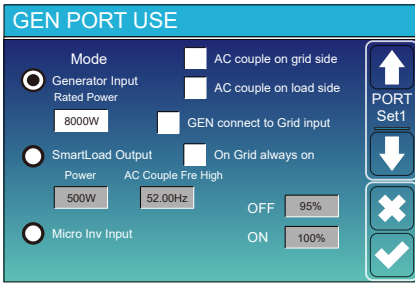 GEN PORT USE
Mode
AC couple on grid side
Generator Input
AC couple on load side
Rated Power
PORT
Set1
8000W
GEN connect to Grid input
SmartLoad Output
On Grid always on
Power
AC Couple Fre High
500W
52.00Hz
OFF
95%
Micro Inv Input
ON
100%